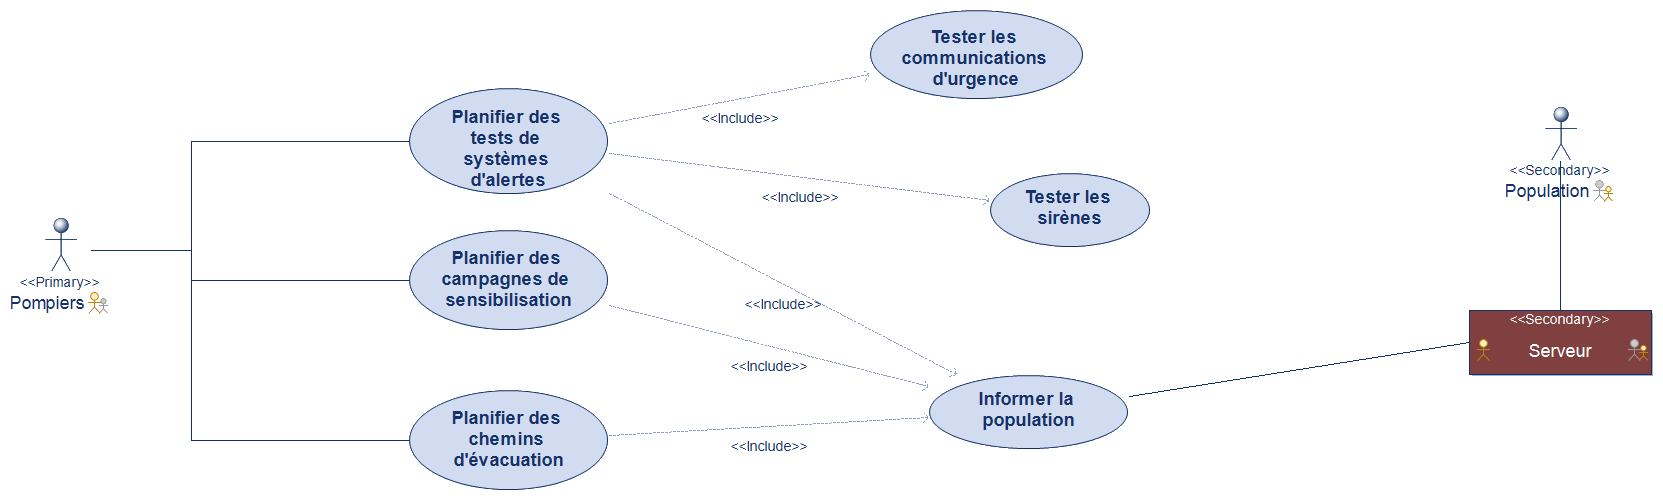 Tester les
communications
d'urgence
Planifier des
tests de
systèmes
d'alertes
<<Include>>
<<Secondary>>
Population
<<Include>>
Tester les
sirènes
<<Primary>>
Pompiers
Planifier des
campagnes de
sensibilisation
<<Include>>
<<Secondary>>
Serveur
<<Include>>
Informer la
population
Planifier des
chemins
d'évacuation
<<Include>>